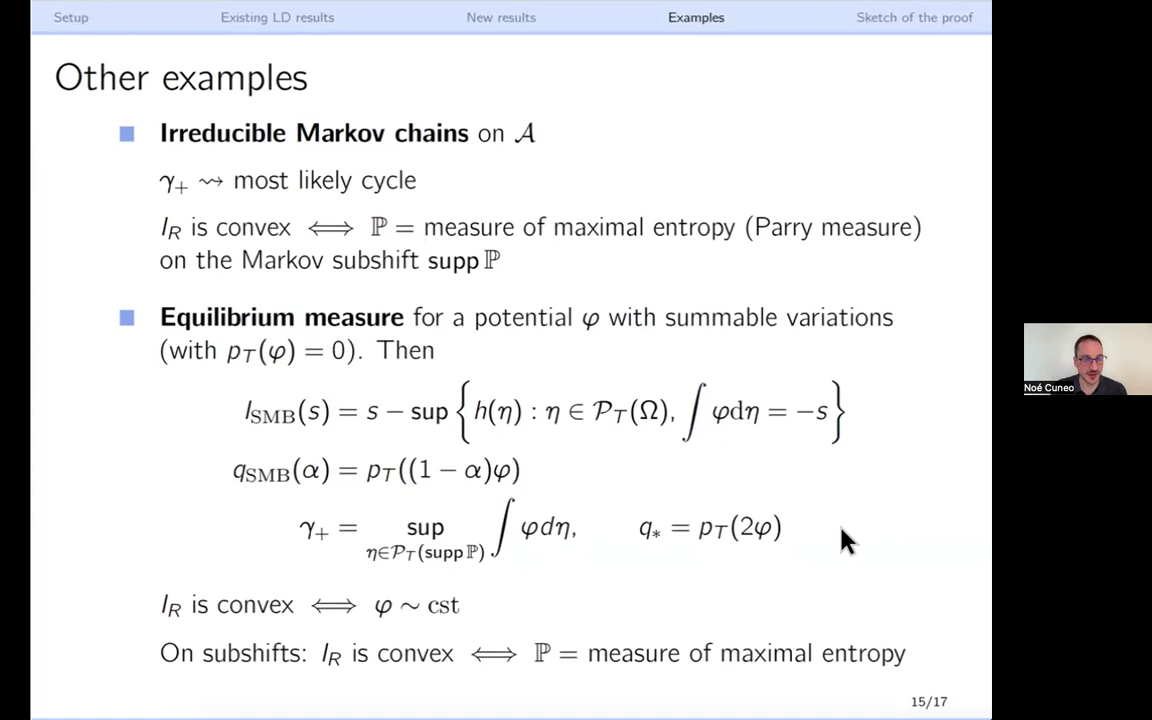 Setup Existing LD results New results Examples Sketch of the proof
Other examples
Irreducible Markov chains on 𝒜
γ₊ ⇝ most likely cycle
I_R is convex ⟺ ℙ = measure of maximal entropy (Parry measure)
on the Markov subshift supp ℙ
Equilibrium measure for a potential φ with summable variations
(with p_T(φ) = 0). Then
I_SMB(s) = s − sup { h(η) : η ∈ 𝒫_T(Ω), ∫ φdη = −s }
q_SMB(α) = p_T((1 − α)φ)
γ₊ = sup_{η∈𝒫_T(supp ℙ)} ∫ φdη, q_* = p_T(2φ)
I_R is convex ⟺ φ ∼ cst
On subshifts: I_R is convex ⟺ ℙ = measure of maximal entropy
15/17
Noé Cuneo